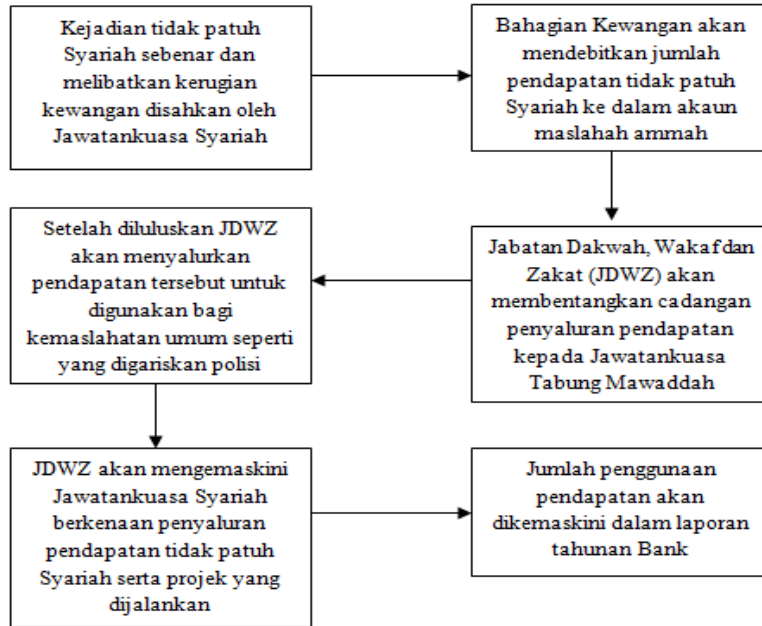 Kejadian tidak patuh
Syariah sebenar dan
melibatkan kerugian
kewangan disahkan oleh
Jawatankuasa Syariah
Bahagian Kewangan akan
mendebitkan jumlah
pendapatan tidak patuh
Syariah ke dalam akaun
maslahah ammah
Jabatan Dakwah, Wakaf dan
Zakat (JDWZ) akan
membentangkan cadangan
penyaluran pendapatan
kepada Jawatankuasa
Tabung Mawaddah
Setelah diluluskan JDWZ
akan menyalurkan
pendapatan tersebut untuk
digunakan bagi
kemaslahatan umum seperti
yang digariskan polisi
JDWZ akan mengemaskini
Jawatankuasa Syariah
berkenaan penyaluran
pendapatan tidak patuh
Syariah serta projek yang
dijalankan
Jumlah penggunaan
pendapatan akan
dikemaskini dalam laporan
tahunan Bank